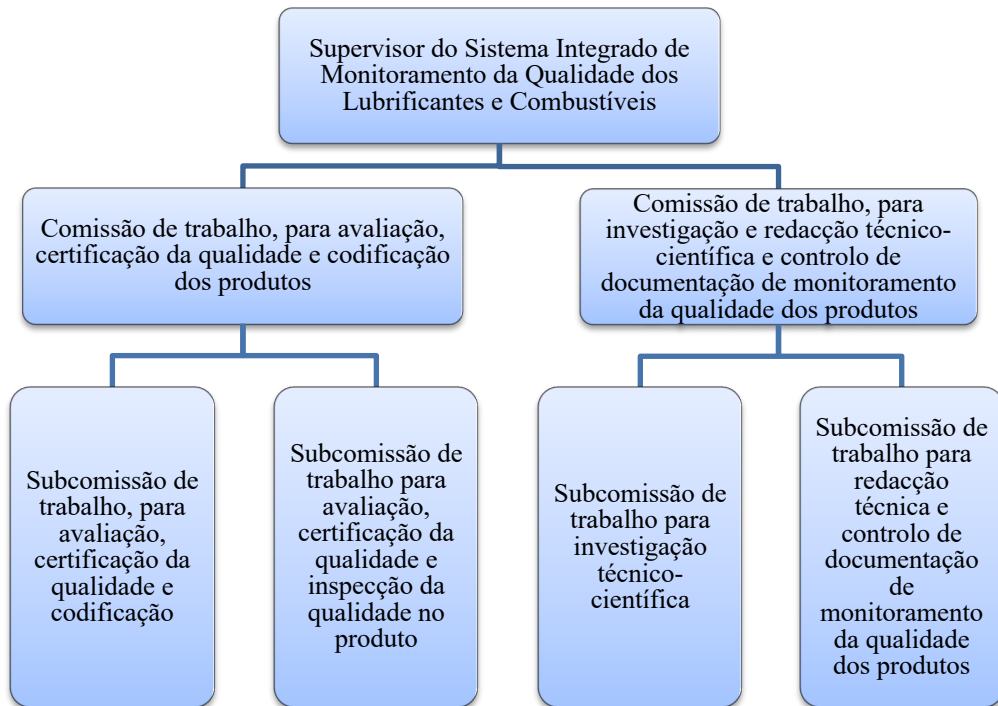 Supervisor do Sistema Integrado de
Monitoramento da Qualidade dos
Lubrificantes e Combustíveis
Comissão de trabalho, para avaliação,
certificação da qualidade e codificação
dos produtos
Comissão de trabalho, para
investigação e redacção técnico-
científica e controlo de
documentação de monitoramento
da qualidade dos produtos
Subcomissão de
trabalho, para
avaliação,
certificação da
qualidade e
codificação
Subcomissão de
trabalho para
avaliação,
certificação da
qualidade e
inspecção da
qualidade no
produto
Subcomissão de
trabalho para
investigação
técnico-
científica
Subcomissão de
trabalho para
redacção
técnica e
controlo de
documentação
de
monitoramento
da qualidade
dos produtos